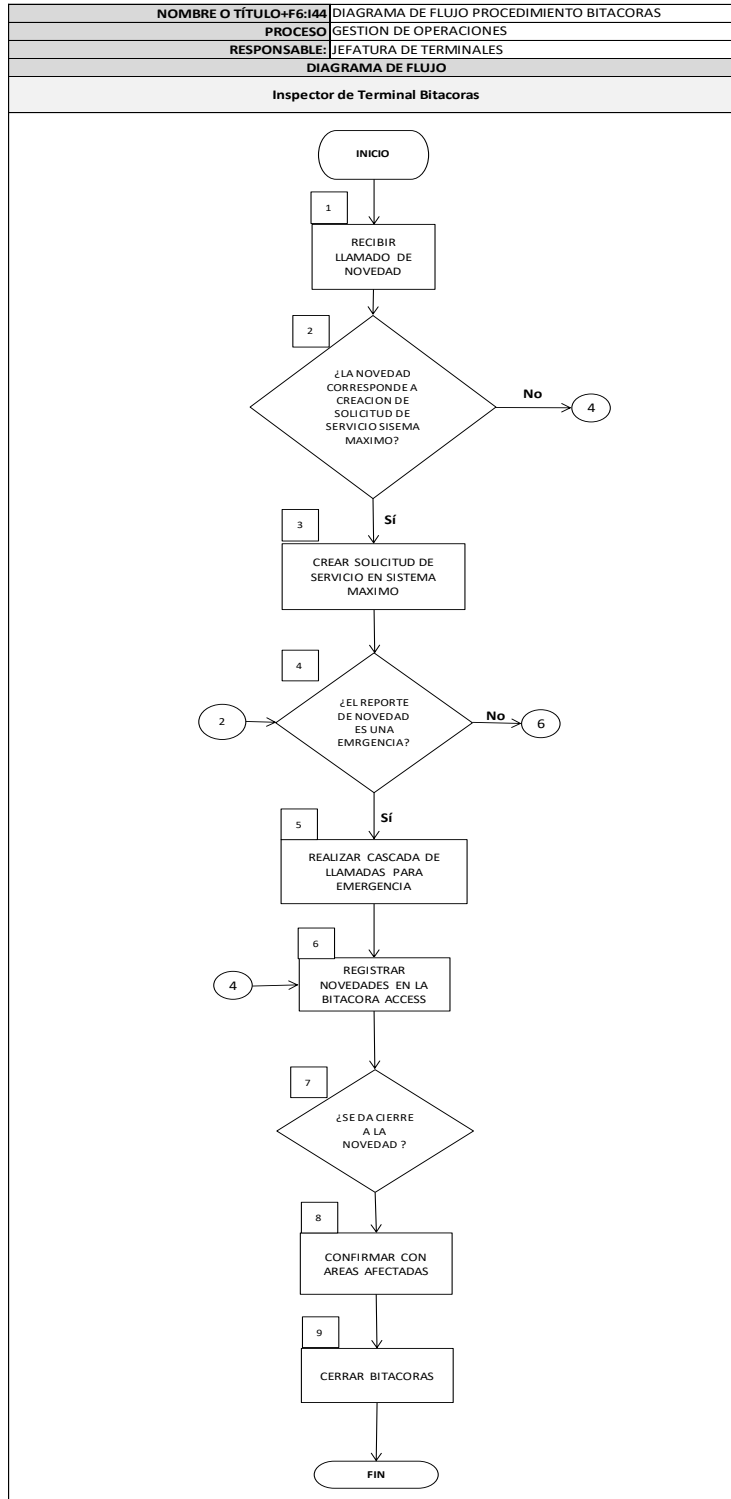 NOMBRE O TÍTULO+F6:I44 DIAGRAMA DE FLUJO PROCEDIMIENTO BITACORAS
PROCESO GESTION DE OPERACIONES
RESPONSABLE: JEFATURA DE TERMINALES
DIAGRAMA DE FLUJO
Inspector de Terminal Bitacoras
INICIO
1
RECIBIR
LLAMADO DE
NOVEDAD
2
¿LA NOVEDAD
CORRESPONDE A
CREACION DE
SOLICITUD DE
SERVICIO SISEMA
MAXIMO?
No
4
Sí
3
CREAR SOLICITUD DE
SERVICIO EN SISTEMA
MAXIMO
4
2
¿EL REPORTE
DE NOVEDAD
ES UNA
EMRGENCIA?
No
6
Sí
5
REALIZAR CASCADA DE
LLAMADAS PARA
EMERGENCIA
6
4
REGISTRAR
NOVEDADES EN LA
BITACORA ACCESS
7
¿SE DA CIERRE
A LA
NOVEDAD ?
8
CONFIRMAR CON
AREAS AFECTADAS
9
CERRAR BITACORAS
FIN